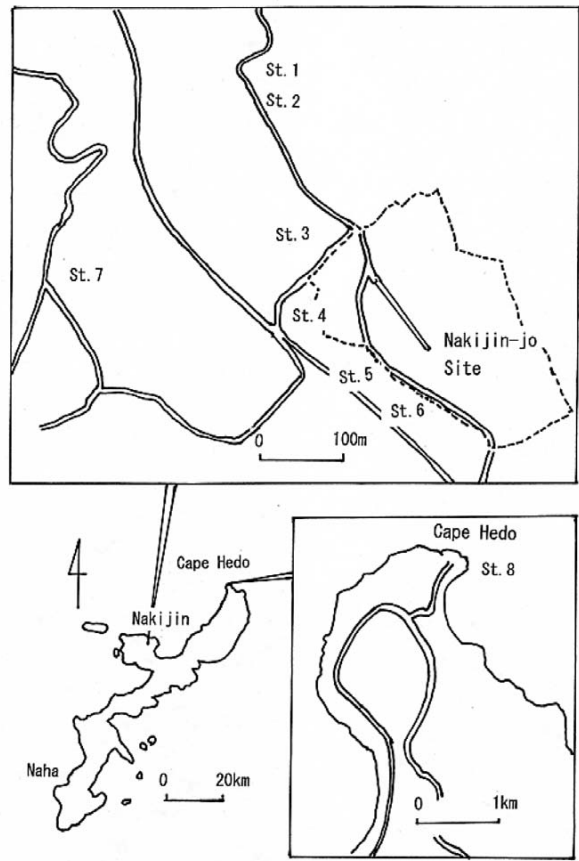 St. 1
St. 2
St. 3
St. 7
St. 4
Nakijin-jo
Site
St. 5
St. 6
0 100m
Cape Hedo
Nakijin
Naha
0 20km
Cape Hedo
St. 8
0 1km